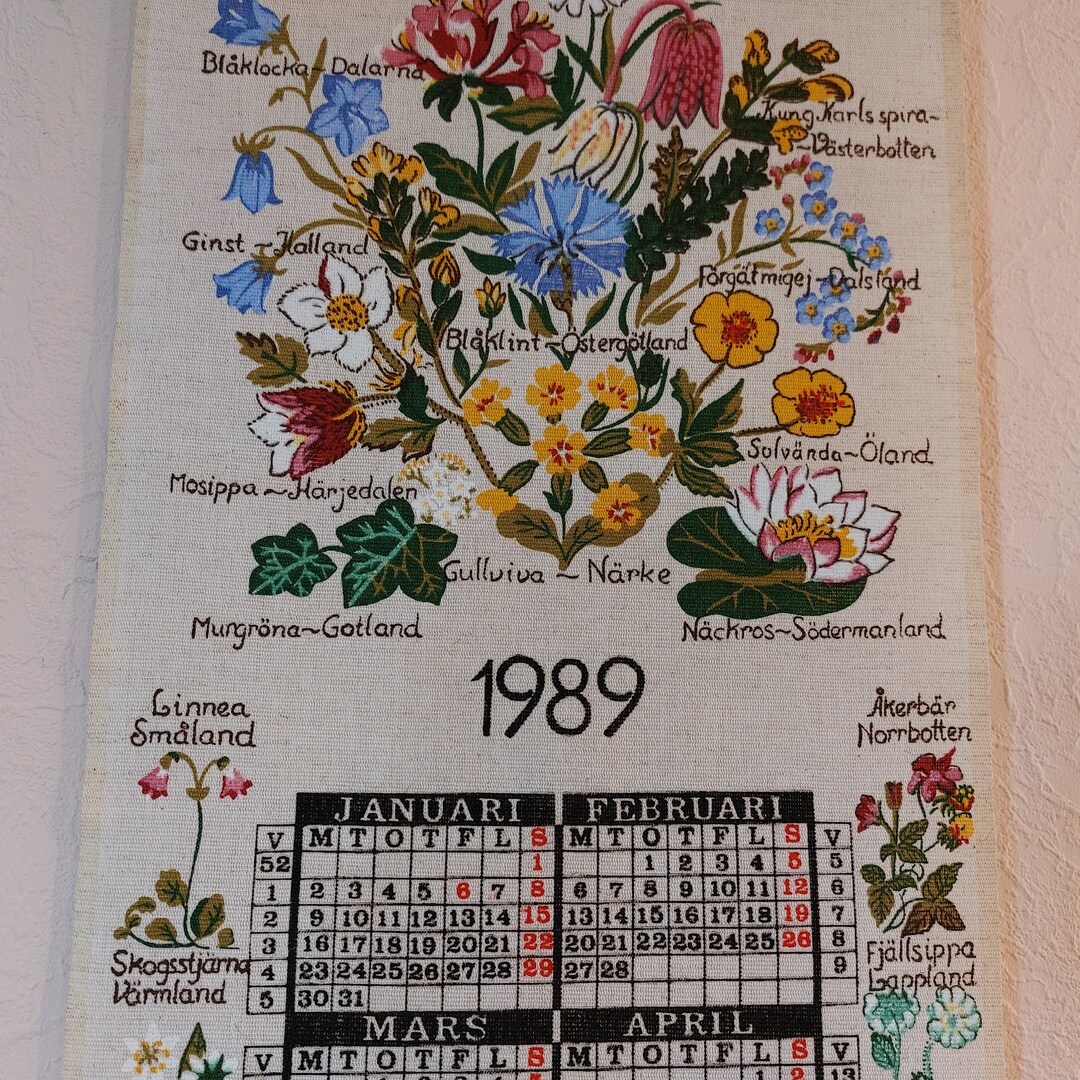 Blåklocka~Dalarna
Kung Karls spira~
~Västerbotten
Ginst~Halland
Förgätmigej~Dalsland
Blåklint~Östergötland
Solvända~Öland
Mosippa~Härjedalen
Gullviva~Närke
Murgröna~Gotland
Näckros~Södermanland
1989
Linnea
Småland
Åkerbär
Norrbotten
JANUARI FEBRUARI
V M T O T F L S M T O T F L S V
52 1 1 2 3 4 5 5
1 2 3 4 5 6 7 8 6 7 8 9 10 11 12 6
2 9 10 11 12 13 14 15 13 14 15 16 17 18 19 7
3 16 17 18 19 20 21 22 20 21 22 23 24 25 26 8
4 23 24 25 26 27 28 29 27 28 9
5 30 31
Skogsstjärna
Värmland
Fjällsippa
Lappland
MARS APRIL
V M T O T F L S M T O T F L S V
1 2 13